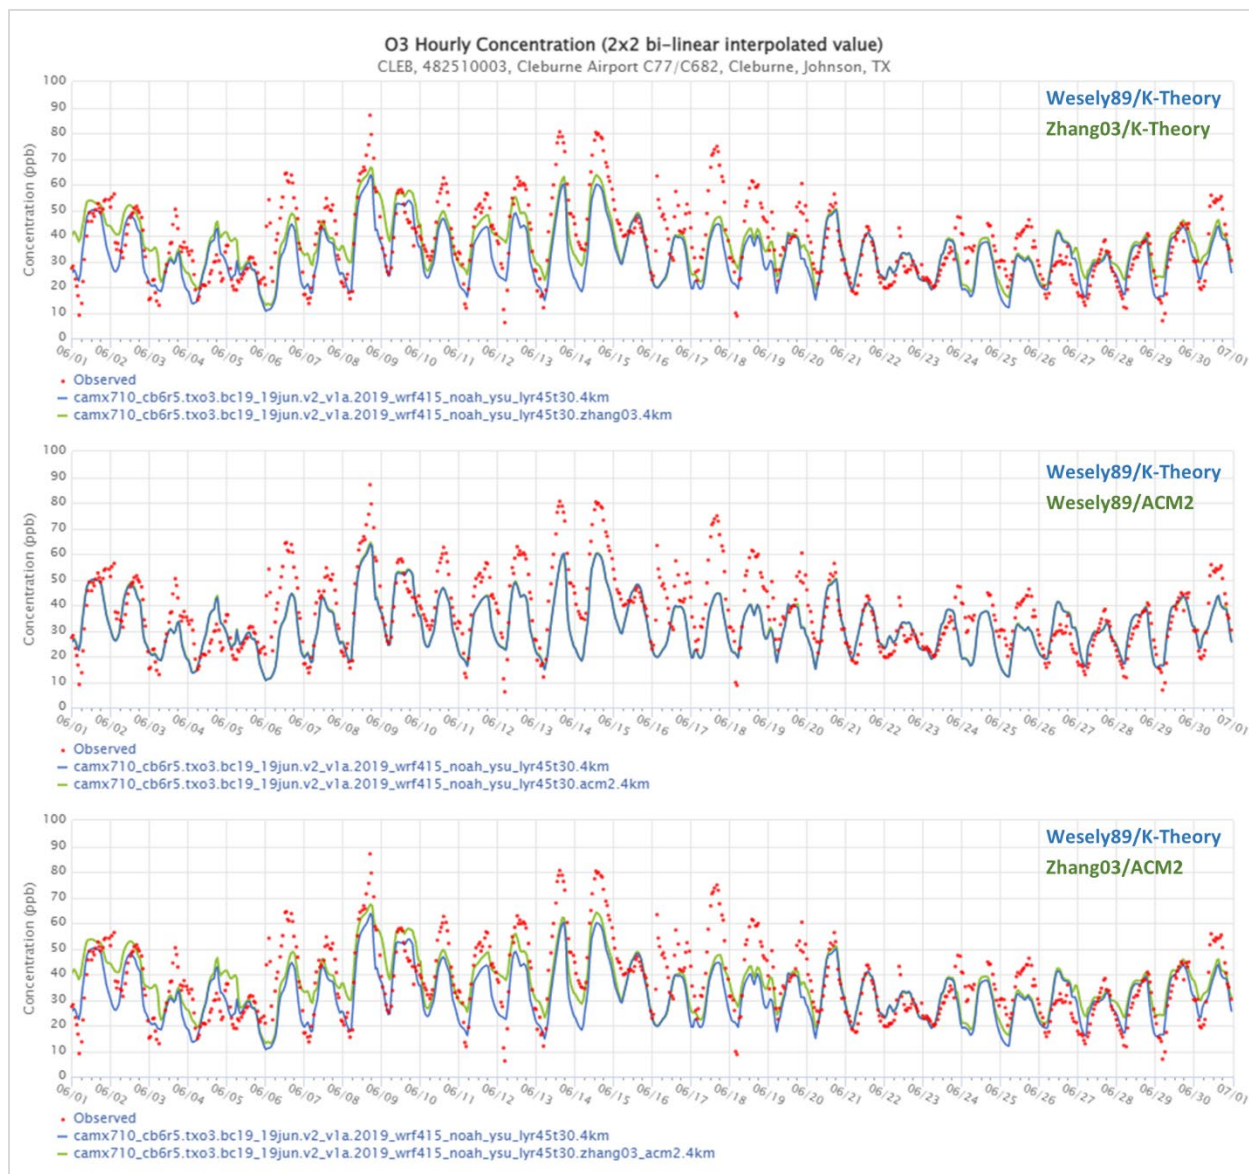 O3 Hourly Concentration (2x2 bi-linear interpolated value)
CLEB, 482510003, Cleburne Airport C77/C682, Cleburne, Johnson, TX
Wesely89/K-Theory
Zhang03/K-Theory
Concentration (ppb)
100
90
80
70
60
50
40
30
20
10
0
06/01 06/02 06/03 06/04 06/05 06/06 06/07 06/08 06/09 06/10 06/11 06/12 06/13 06/14 06/15 06/16 06/17 06/18 06/19 06/20 06/21 06/22 06/23 06/24 06/25 06/26 06/27 06/28 06/29 06/30 07/01
Observed
camx710_cb6r5.txo3.bc19_19jun.v2_v1a.2019_wrf415_noah_ysu_lyr45t30.4km
camx710_cb6r5.txo3.bc19_19jun.v2_v1a.2019_wrf415_noah_ysu_lyr45t30.zhang03.4km
Wesely89/K-Theory
Wesely89/ACM2
Concentration (ppb)
100
90
80
70
60
50
40
30
20
10
0
06/01 06/02 06/03 06/04 06/05 06/06 06/07 06/08 06/09 06/10 06/11 06/12 06/13 06/14 06/15 06/16 06/17 06/18 06/19 06/20 06/21 06/22 06/23 06/24 06/25 06/26 06/27 06/28 06/29 06/30 07/01
Observed
camx710_cb6r5.txo3.bc19_19jun.v2_v1a.2019_wrf415_noah_ysu_lyr45t30.4km
camx710_cb6r5.txo3.bc19_19jun.v2_v1a.2019_wrf415_noah_ysu_lyr45t30.acm2.4km
Wesely89/K-Theory
Zhang03/ACM2
Concentration (ppb)
100
90
80
70
60
50
40
30
20
10
0
06/01 06/02 06/03 06/04 06/05 06/06 06/07 06/08 06/09 06/10 06/11 06/12 06/13 06/14 06/15 06/16 06/17 06/18 06/19 06/20 06/21 06/22 06/23 06/24 06/25 06/26 06/27 06/28 06/29 06/30 07/01
Observed
camx710_cb6r5.txo3.bc19_19jun.v2_v1a.2019_wrf415_noah_ysu_lyr45t30.4km
camx710_cb6r5.txo3.bc19_19jun.v2_v1a.2019_wrf415_noah_ysu_lyr45t30.zhang03_acm2.4km